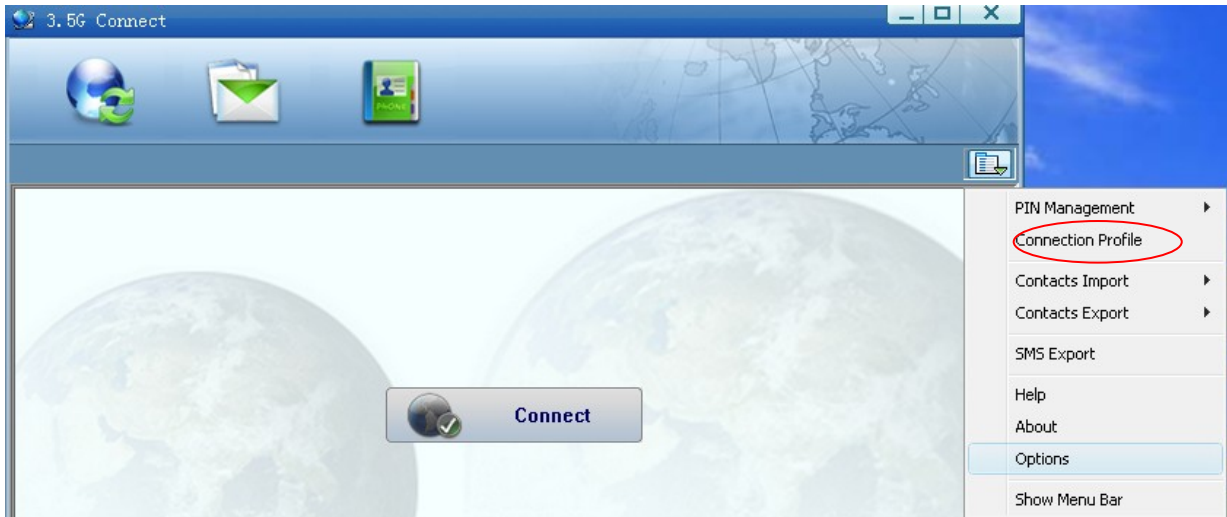 3.5G Connect
PHONE
PIN Management
Connection Profile
Contacts Import
Contacts Export
SMS Export
Help
About
Options
Show Menu Bar
Connect